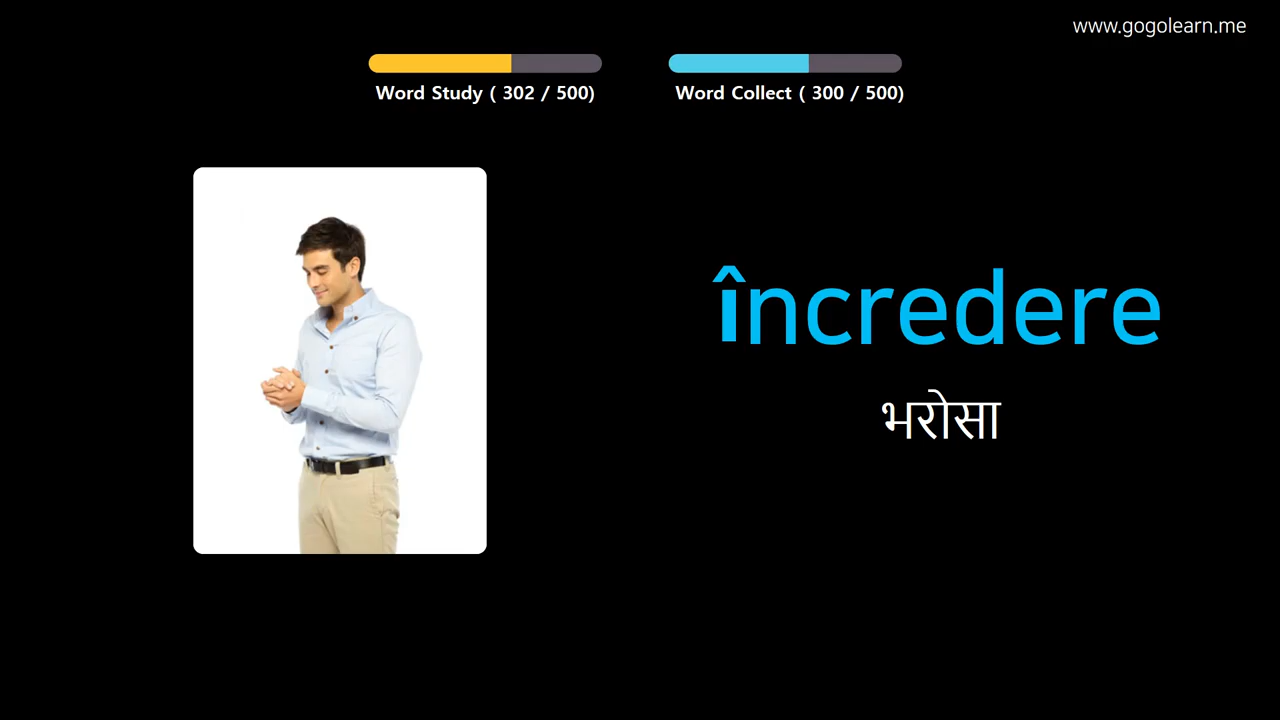 www.gogolearn.me
Word Study ( 302 / 500)
Word Collect ( 300 / 500)
încredere
भरोसा